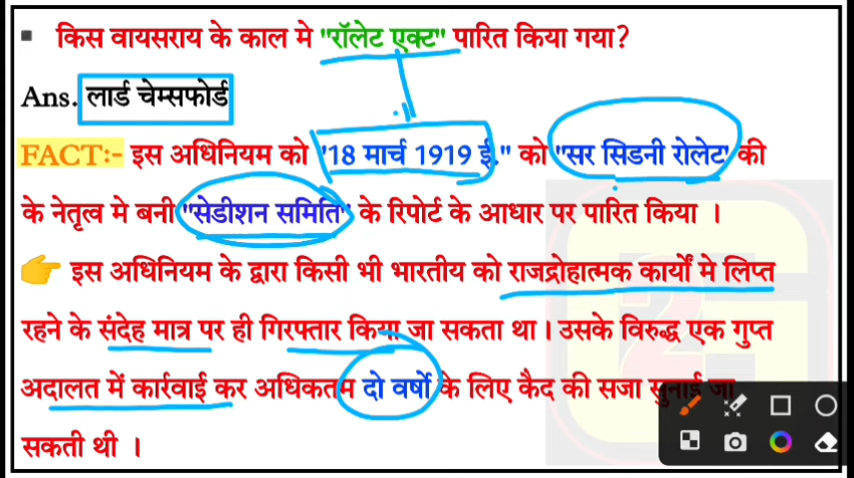 ▪ किस वायसराय के काल मे "रॉलेट एक्ट" पारित किया गया?
Ans. लार्ड चेम्सफोर्ड
FACT:- इस अधिनियम को "18 मार्च 1919 ई." को "सर सिडनी रोलेट" की
के नेतृत्व मे बनी "सेडीशन समिति" के रिपोर्ट के आधार पर पारित किया ।
👉 इस अधिनियम के द्वारा किसी भी भारतीय को राजद्रोहात्मक कार्यों मे लिप्त
रहने के संदेह मात्र पर ही गिरफ्तार किया जा सकता था । उसके विरुद्ध एक गुप्त
अदालत में कार्रवाई कर अधिकतम दो वर्षो के लिए कैद की सजा सुनाई जा
सकती थी ।